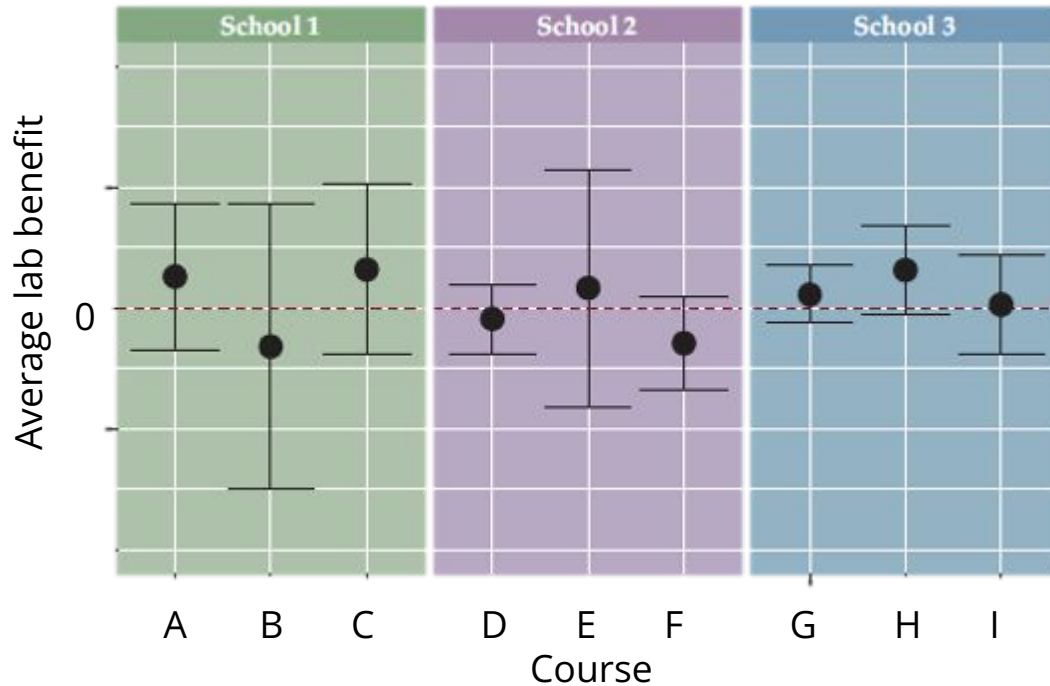 School 1
School 2
School 3
Average lab benefit
0
A B C D E F G H I
Course